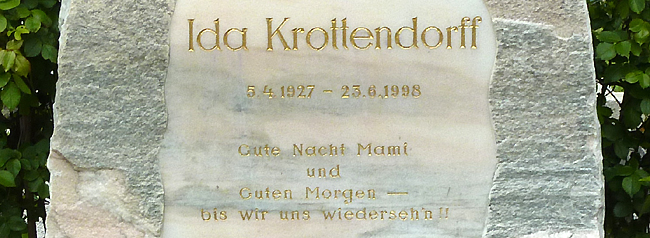 Ida Krottendorff
5.4.1927 - 23.6.1998
Gute Nacht Mami
und
Guten Morgen —
bis wir uns wiederseh'n !!